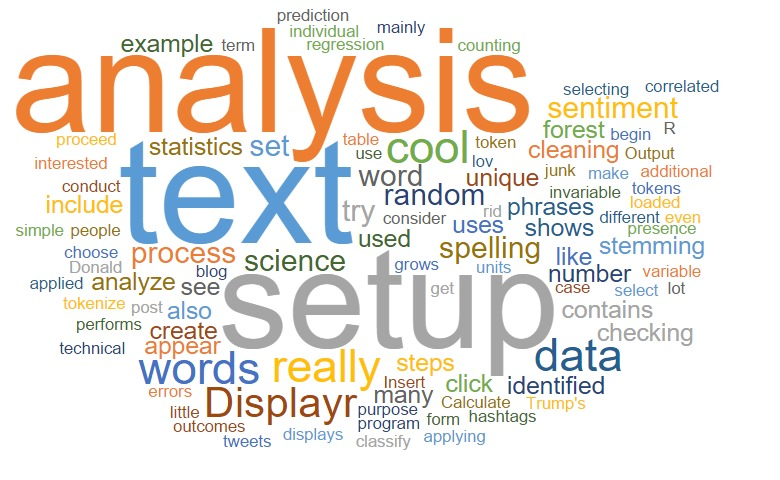 prediction
individual
mainly
example
term
regression
counting
analysis
selecting
correlated
sentiment
forest
begin
R
proceed
statistics
set
table
use
cool
token
cleaning
Output
interested
lov
junk
make
additional
word
unique
conduct
random
invariable
tokens
include
text
try
consider
rid
phrases
loaded
different
even
simple
people
used
uses
shows
presence
choose
process
science
spelling
like
stemming
Donald
blog
grows
units
number
variable
applied
analyze
see
get
case
select
lot
tokenize
post
also
setup
contains
performs
create
checking
technical
appear
words
really
steps
data
errors
Insert
click
identified
many
Displayr
Calculate
Trump's
little
purpose
form
hashtags
outcomes
program
tweets
displays
classify
applying